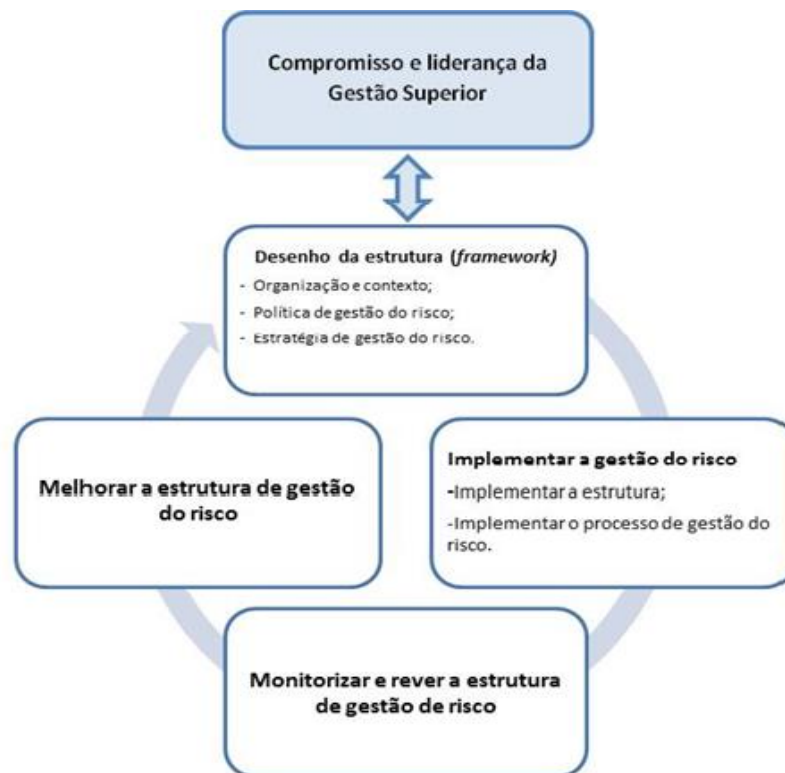 Compromisso e liderança da
Gestão Superior
Desenho da estrutura (framework)
- Organização e contexto;
- Política de gestão do risco;
- Estratégia de gestão do risco.
Implementar a gestão do risco
-Implementar a estrutura;
-Implementar o processo de gestão do
risco.
Monitorizar e rever a estrutura
de gestão de risco
Melhorar a estrutura de gestão
do risco